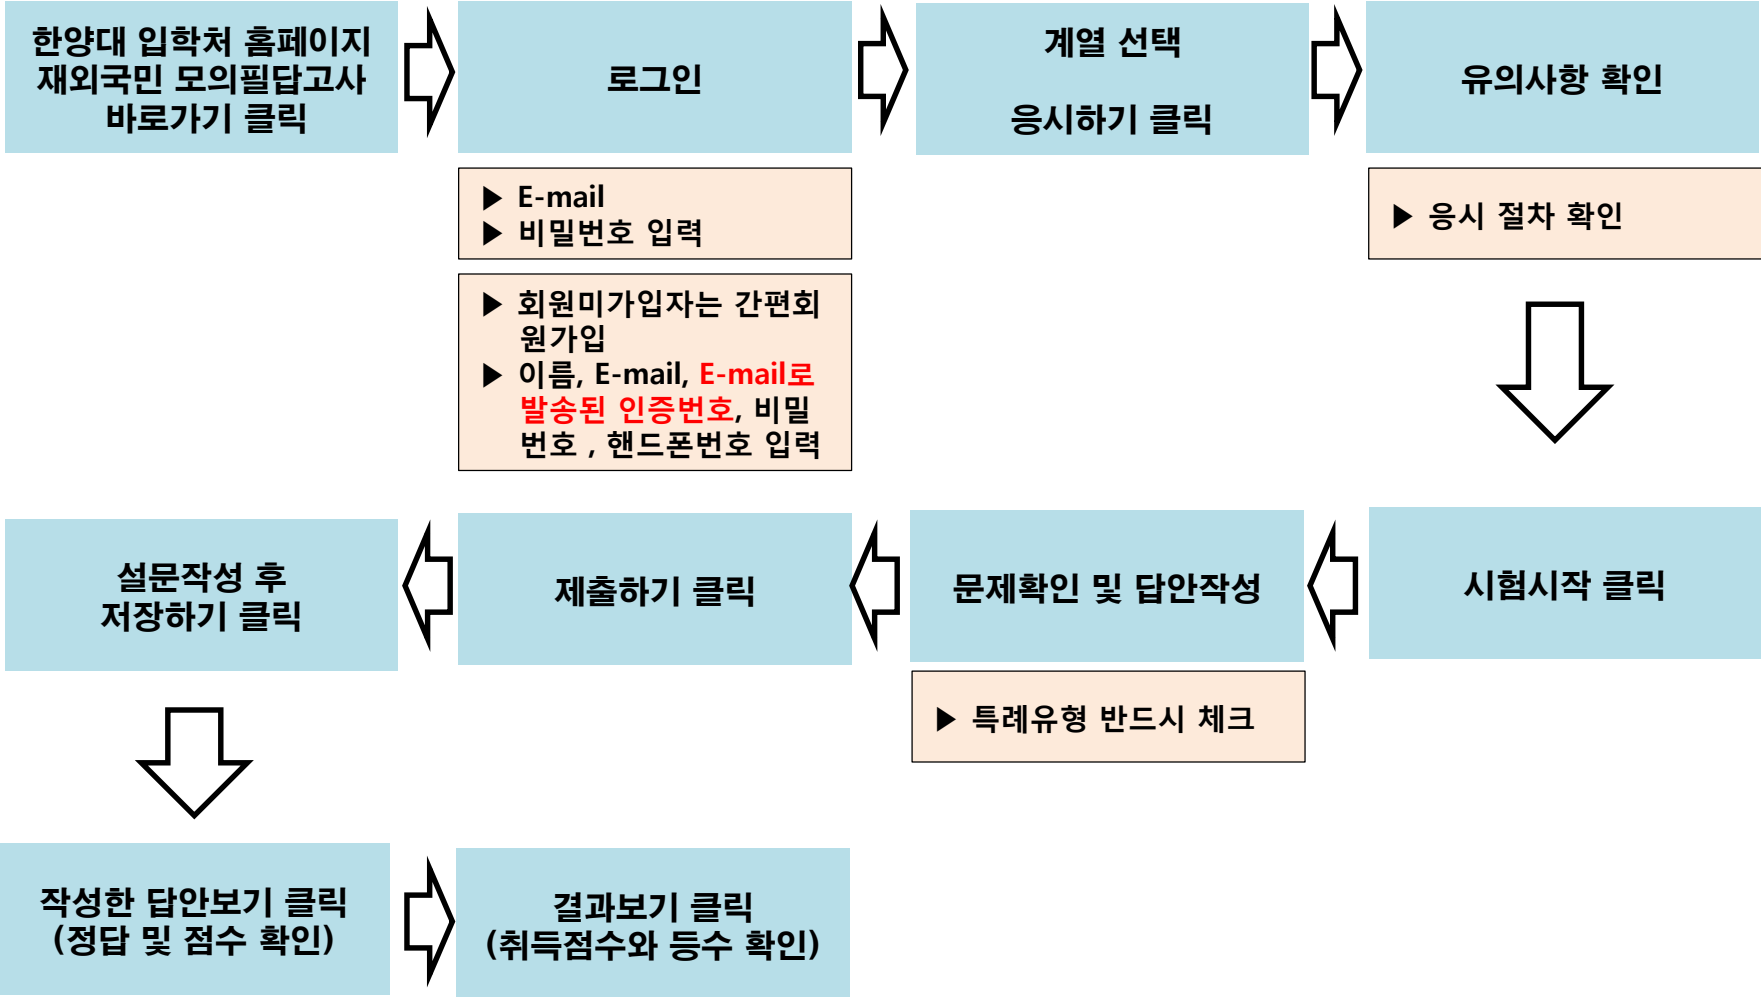 한양대 입학처 홈페이지
재외국민 모의필답고사
바로가기 클릭
로그인
▶ E-mail
▶ 비밀번호 입력
▶ 회원미가입자는 간편회
원가입
▶ 이름, E-mail, E-mail로
발송된 인증번호, 비밀
번호 , 핸드폰번호 입력
계열 선택
응시하기 클릭
유의사항 확인
▶ 응시 절차 확인
시험시작 클릭
문제확인 및 답안작성
▶ 특례유형 반드시 체크
제출하기 클릭
설문작성 후
저장하기 클릭
작성한 답안보기 클릭
(정답 및 점수 확인)
결과보기 클릭
(취득점수와 등수 확인)